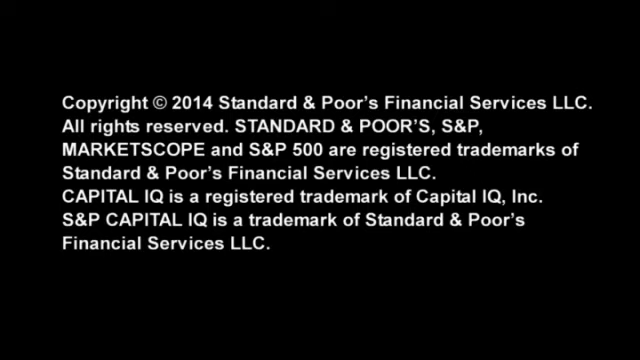 Copyright © 2014 Standard & Poor’s Financial Services LLC.
All rights reserved. STANDARD & POOR’S, S&P,
MARKETSCOPE and S&P 500 are registered trademarks of
Standard & Poor’s Financial Services LLC.
CAPITAL IQ is a registered trademark of Capital IQ, Inc.
S&P CAPITAL IQ is a trademark of Standard & Poor’s
Financial Services LLC.